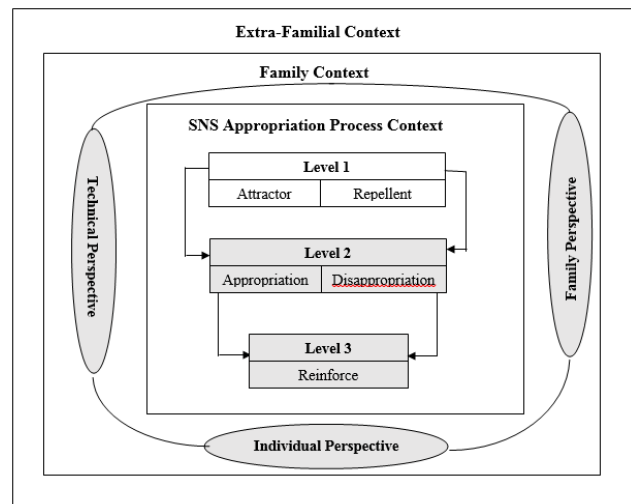 Extra-Familial Context
Family Context
SNS Appropriation Process Context
Level 1
Attractor
Repellent
Technical Perspective
Family Perspective
Level 2
Appropriation
Disappropriation
Level 3
Reinforce
Individual Perspective